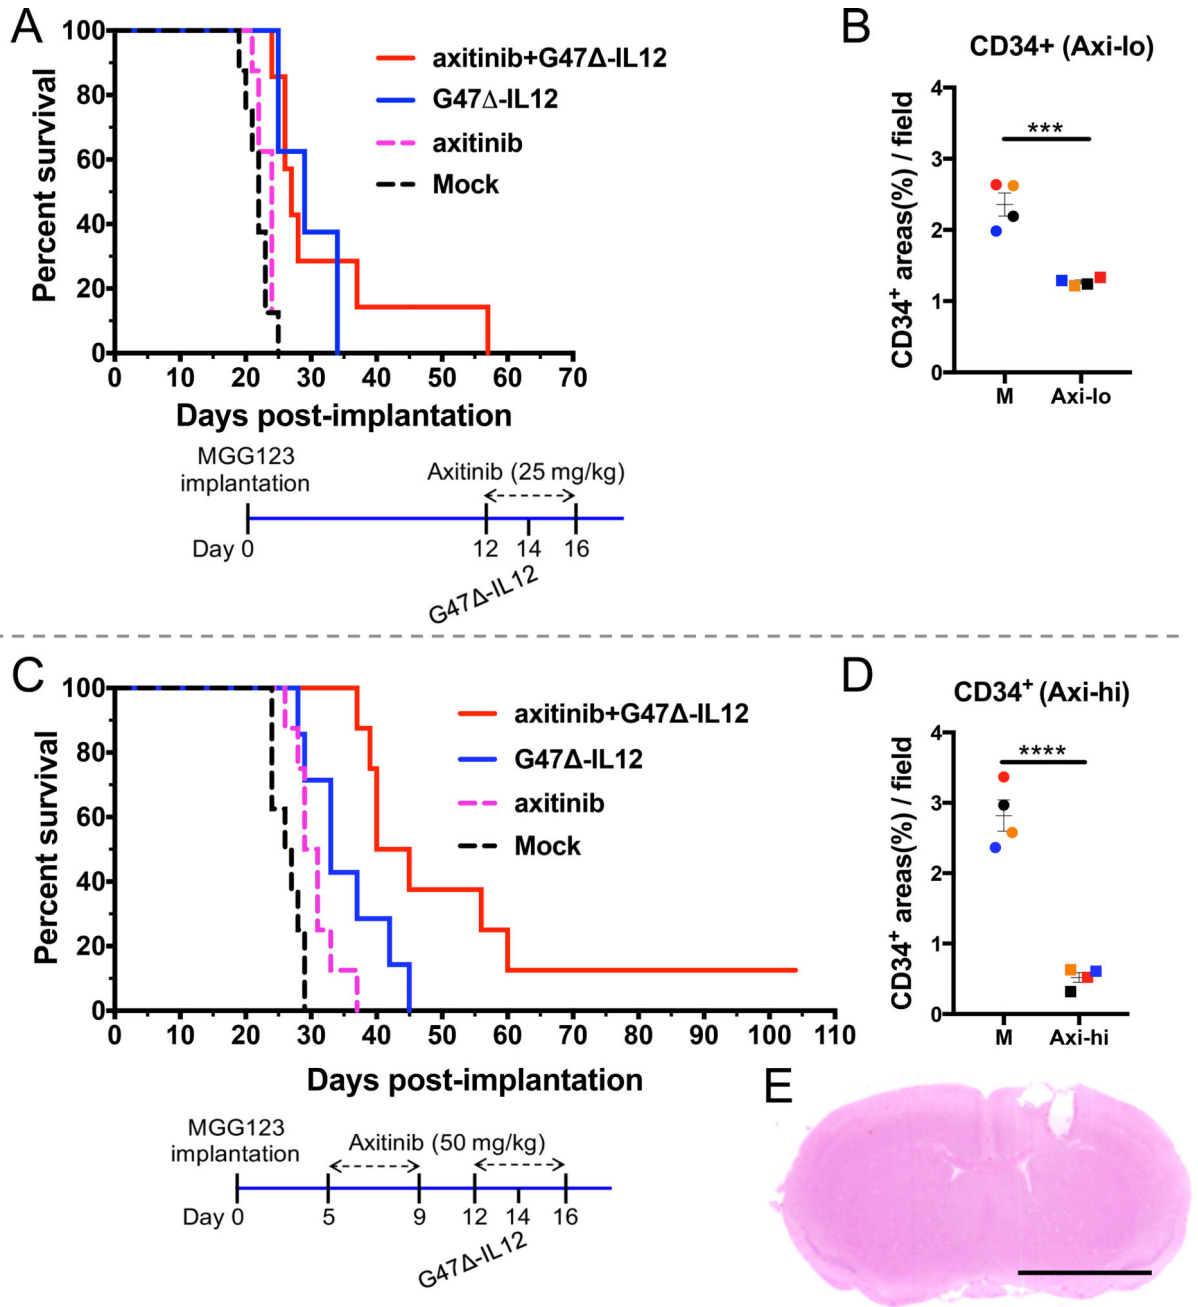 A
100
80
60
40
20
0
Percent survival
axitinib+G47Δ-IL12
G47Δ-IL12
axitinib
Mock
0 10 20 30 40 50 60 70
Days post-implantation
MGG123
implantation
Axitinib (25 mg/kg)
Day 0 12 14 16
G47Δ-IL12
B
CD34+ (Axi-lo)
CD34⁺ areas(%) / field
4
3
2
1
0
***
M Axi-lo
C
100
80
60
40
20
0
Percent survival
axitinib+G47Δ-IL12
G47Δ-IL12
axitinib
Mock
0 10 20 30 40 50 60 70 80 90 100 110
Days post-implantation
MGG123
implantation
Axitinib (50 mg/kg)
Day 0 5 9 12 14 16
G47Δ-IL12
D
CD34⁺ (Axi-hi)
CD34⁺ areas(%) / field
4
3
2
1
0
****
M Axi-hi
E